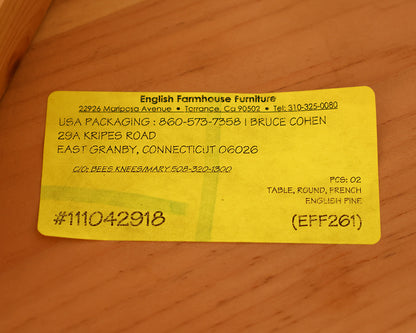 English Farmhouse Furniture
22926 Mariposa Avenue • Torrance, Ca 90502 • Tel: 310-325-0080
USA PACKAGING : 860-573-7358 | BRUCE COHEN
29A KRIPES ROAD
EAST GRANBY, CONNECTICUT 06026
C/O: BEES KNEES/MARY 508-320-1300
PCS: 02
TABLE, ROUND, FRENCH
ENGLISH PINE
#111042918
(EFF261)